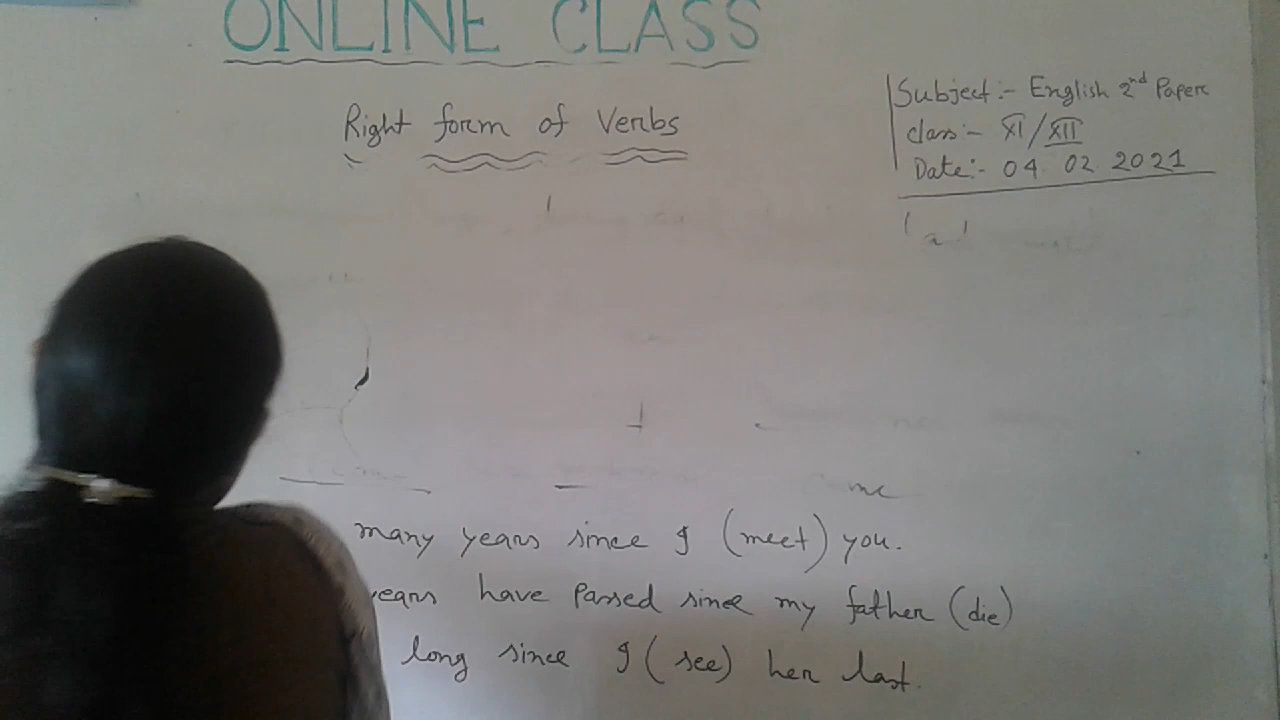 ONLINE CLASS
Right form of Verbs
Subject :- English 2nd Paper
class :- XI/XII
Date :- 04 02 2021
many years since I (meet) you.
years have passed since my father (die)
long since I (see) her last.